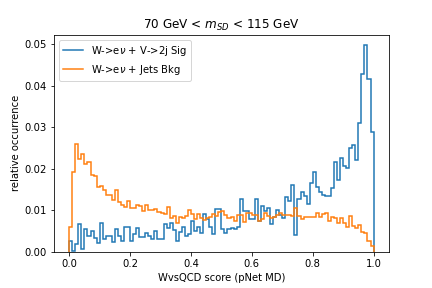 70 GeV < m_SD < 115 GeV
W->eν + V->2j Sig
W->eν + Jets Bkg
relative occurrence
0.05
0.04
0.03
0.02
0.01
0.00
0.0 0.2 0.4 0.6 0.8 1.0
WvsQCD score (pNet MD)